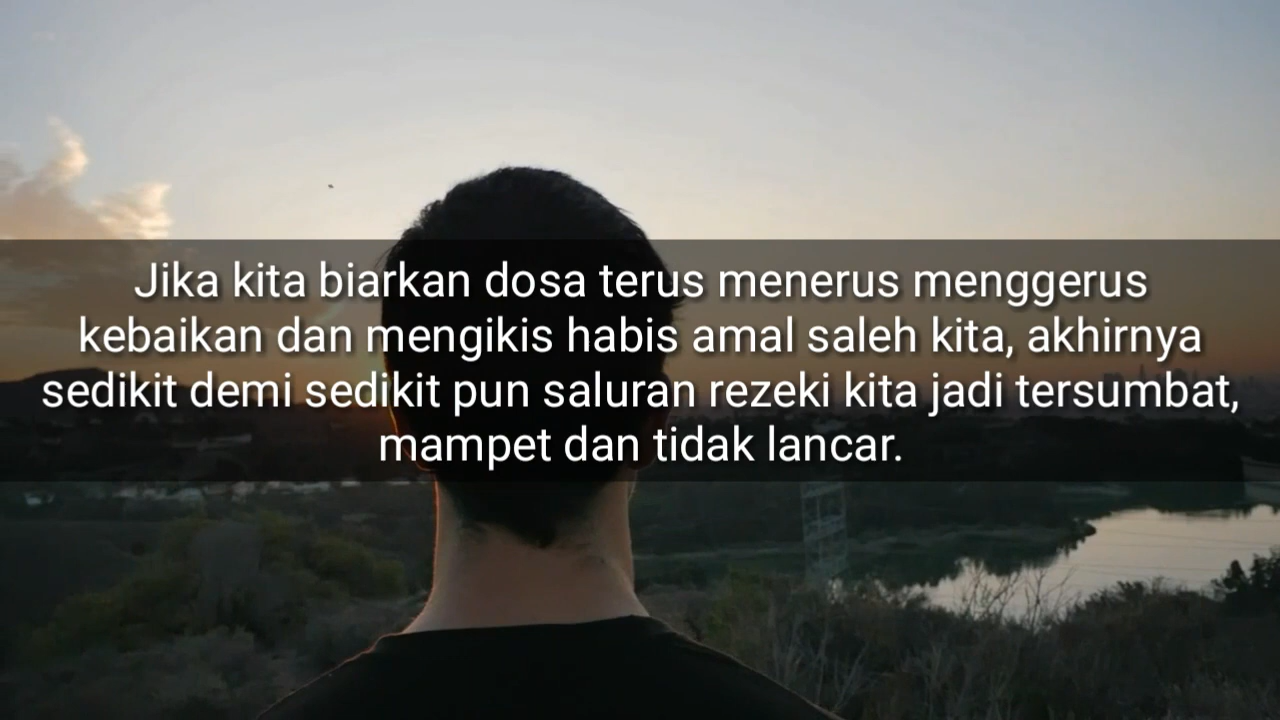 Jika kita biarkan dosa terus menerus menggerus
kebaikan dan mengikis habis amal saleh kita, akhirnya
sedikit demi sedikit pun saluran rezeki kita jadi tersumbat,
mampet dan tidak lancar.